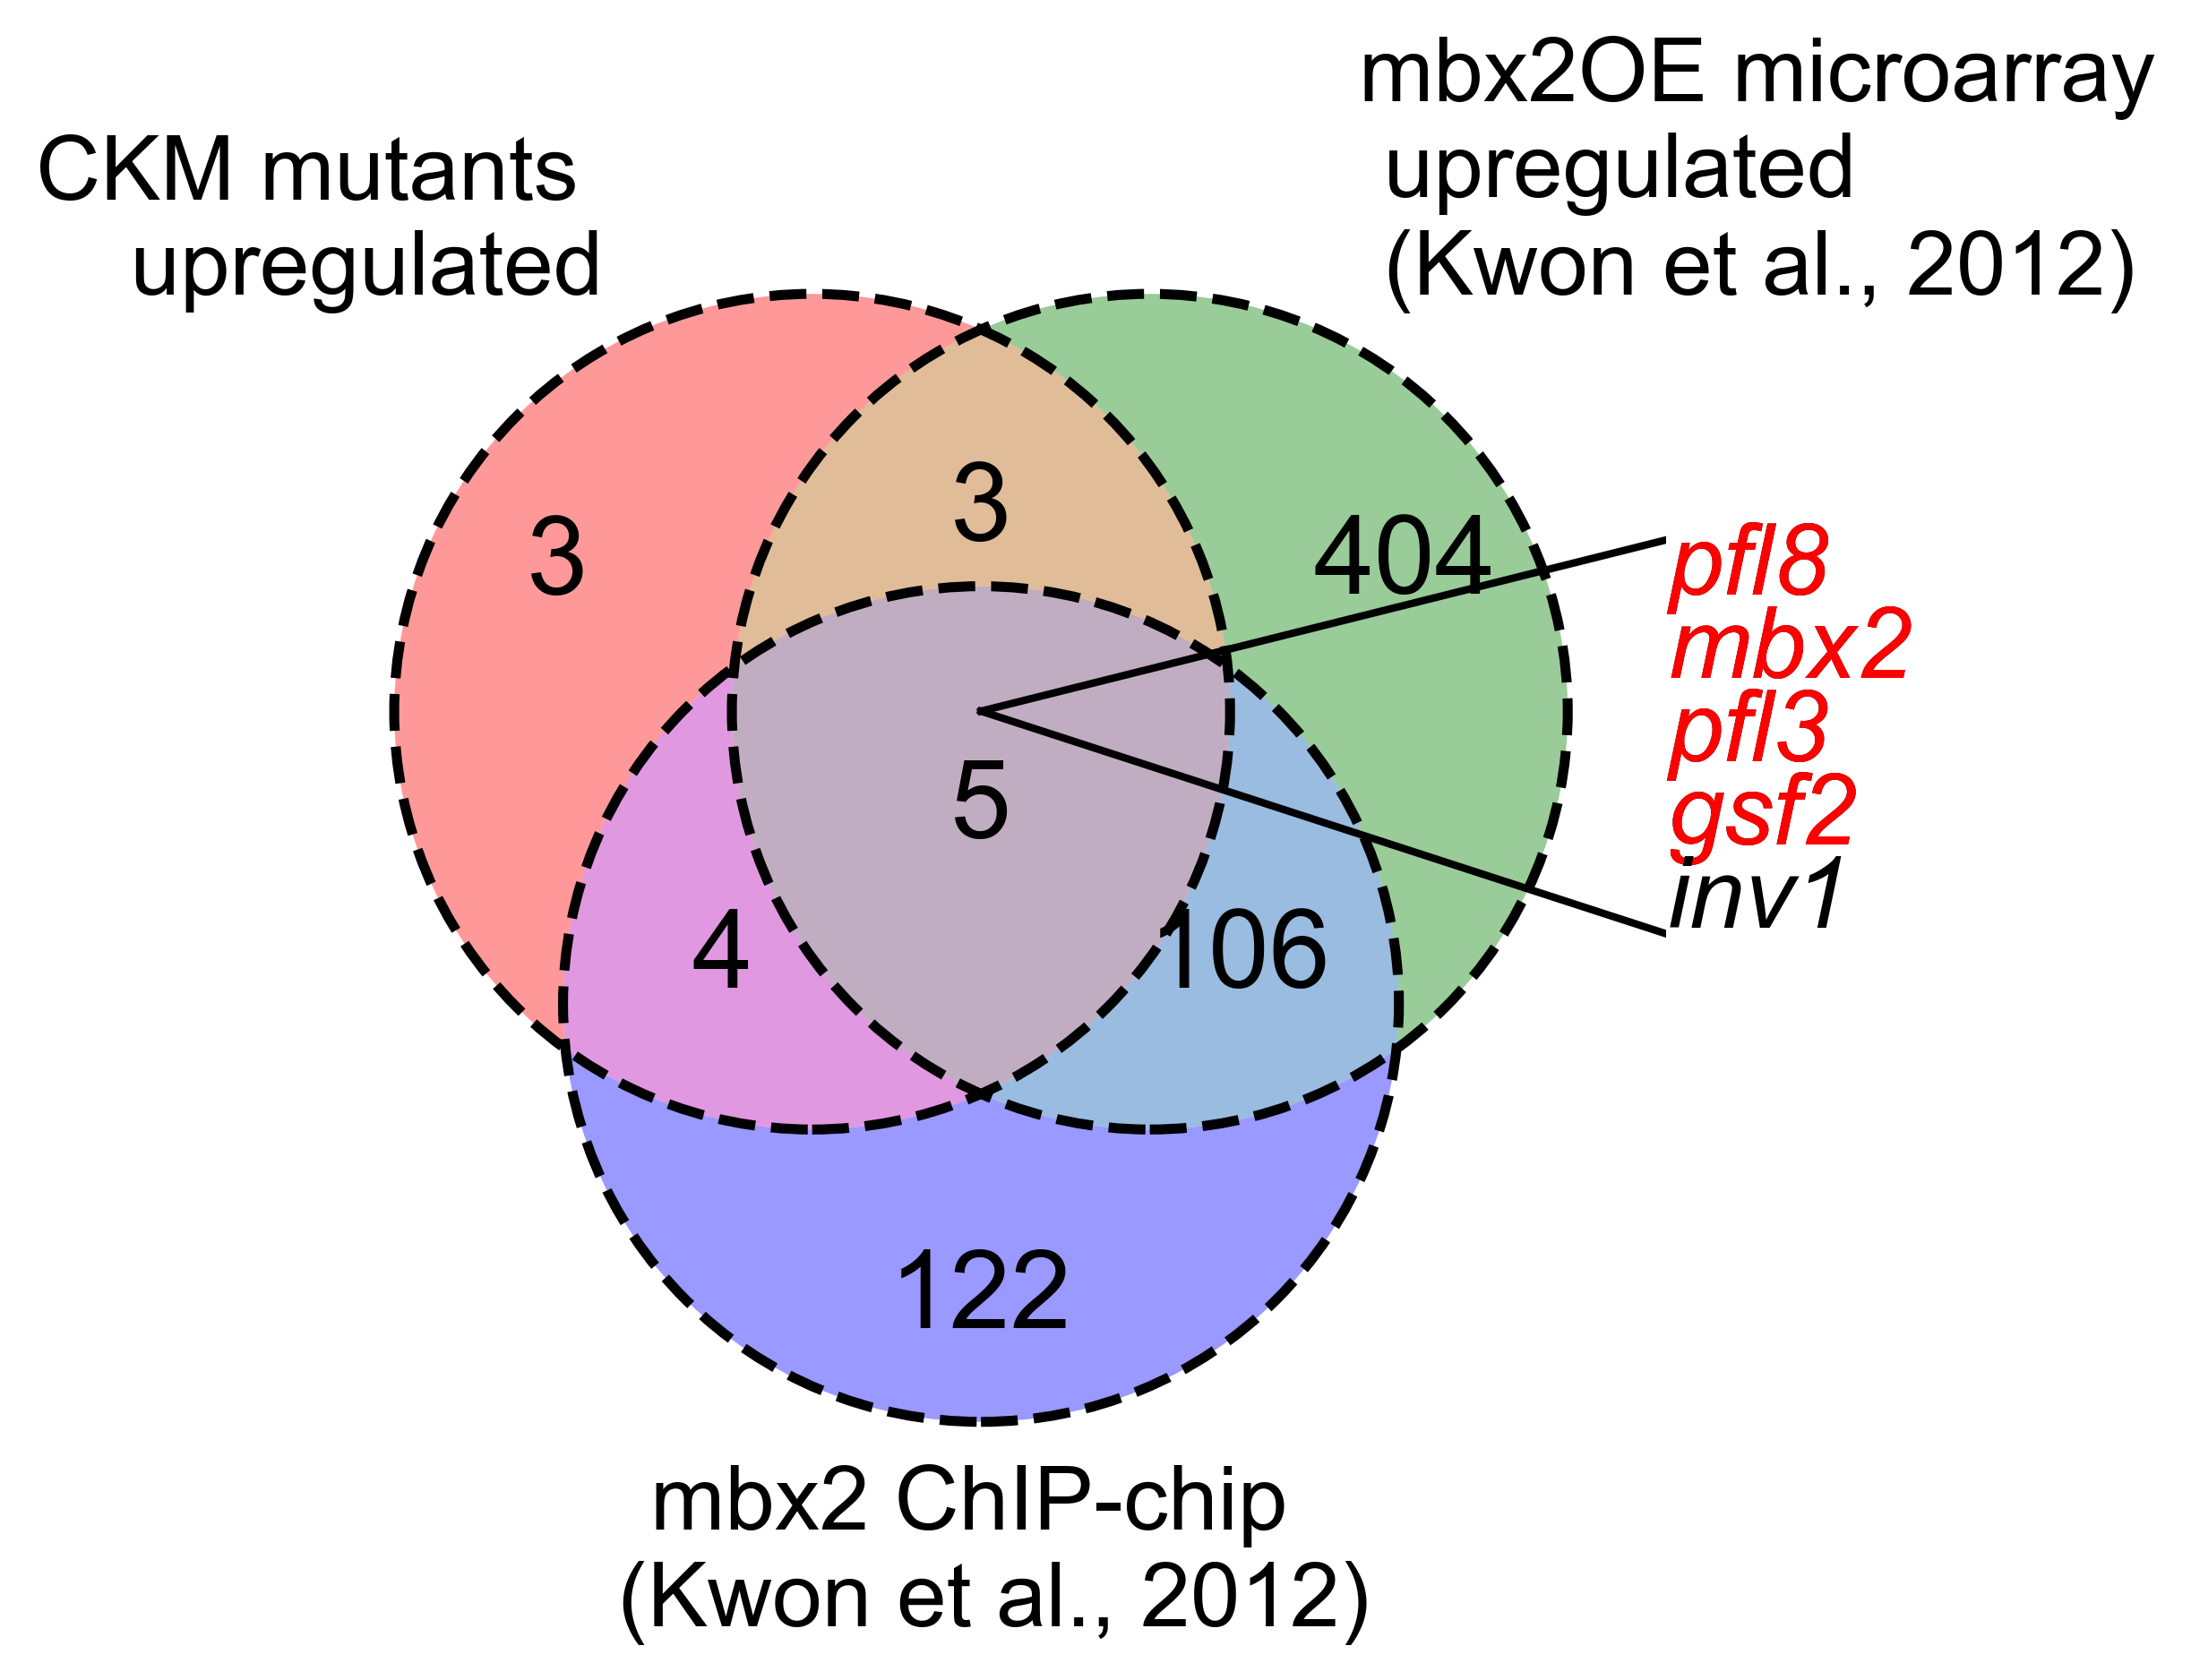 mbx2OE microarray
upregulated
(Kwon et al., 2012)
CKM mutants
upregulated
3
3
404
5
4
106
122
pfl8
mbx2
pfl3
gsf2
inv1
mbx2 ChIP-chip
(Kwon et al., 2012)